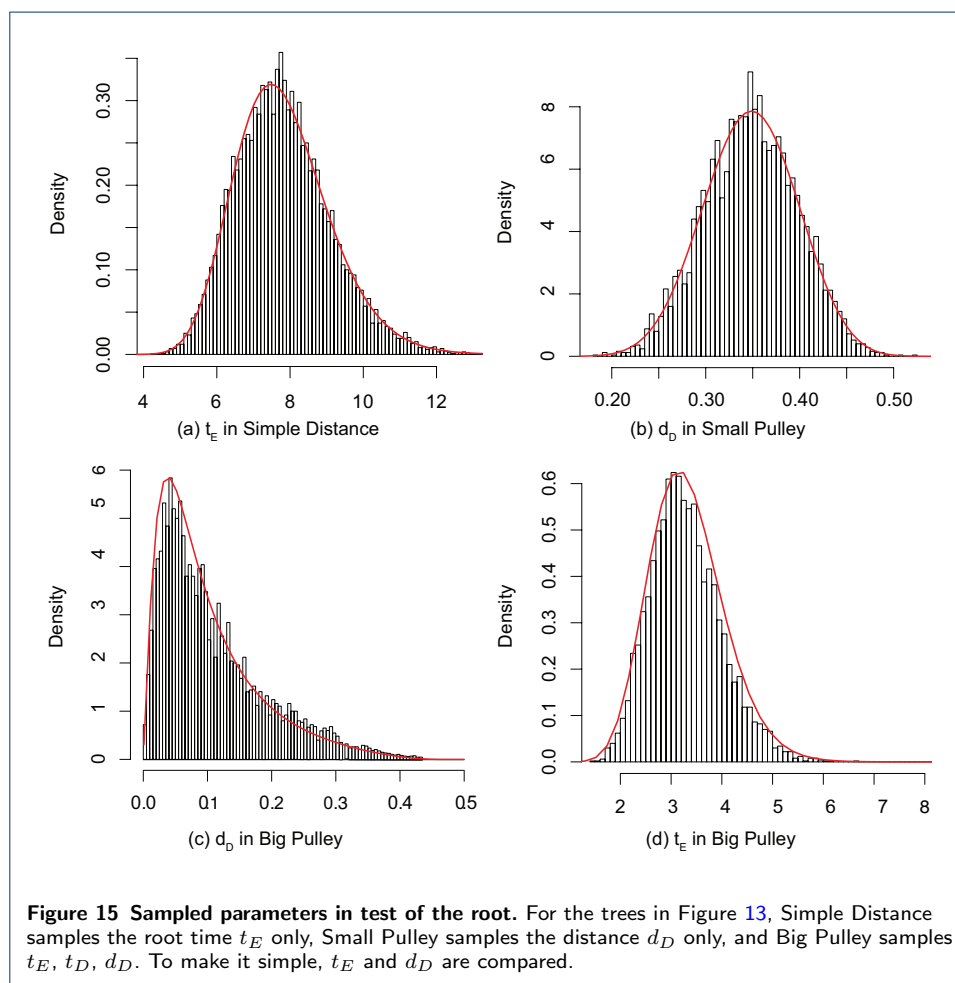 Density
0.00 0.10 0.20 0.30
4 6 8 10 12
(a) t_E in Simple Distance
Density
0 2 4 6 8
0.20 0.30 0.40 0.50
(b) d_D in Small Pulley
Density
0 1 2 3 4 5 6
0.0 0.1 0.2 0.3 0.4 0.5
(c) d_D in Big Pulley
Density
0.0 0.1 0.2 0.3 0.4 0.5 0.6
2 3 4 5 6 7 8
(d) t_E in Big Pulley
Figure 15 Sampled parameters in test of the root. For the trees in Figure 13, Simple Distance
samples the root time t_E only, Small Pulley samples the distance d_D only, and Big Pulley samples
t_E, t_D, d_D. To make it simple, t_E and d_D are compared.